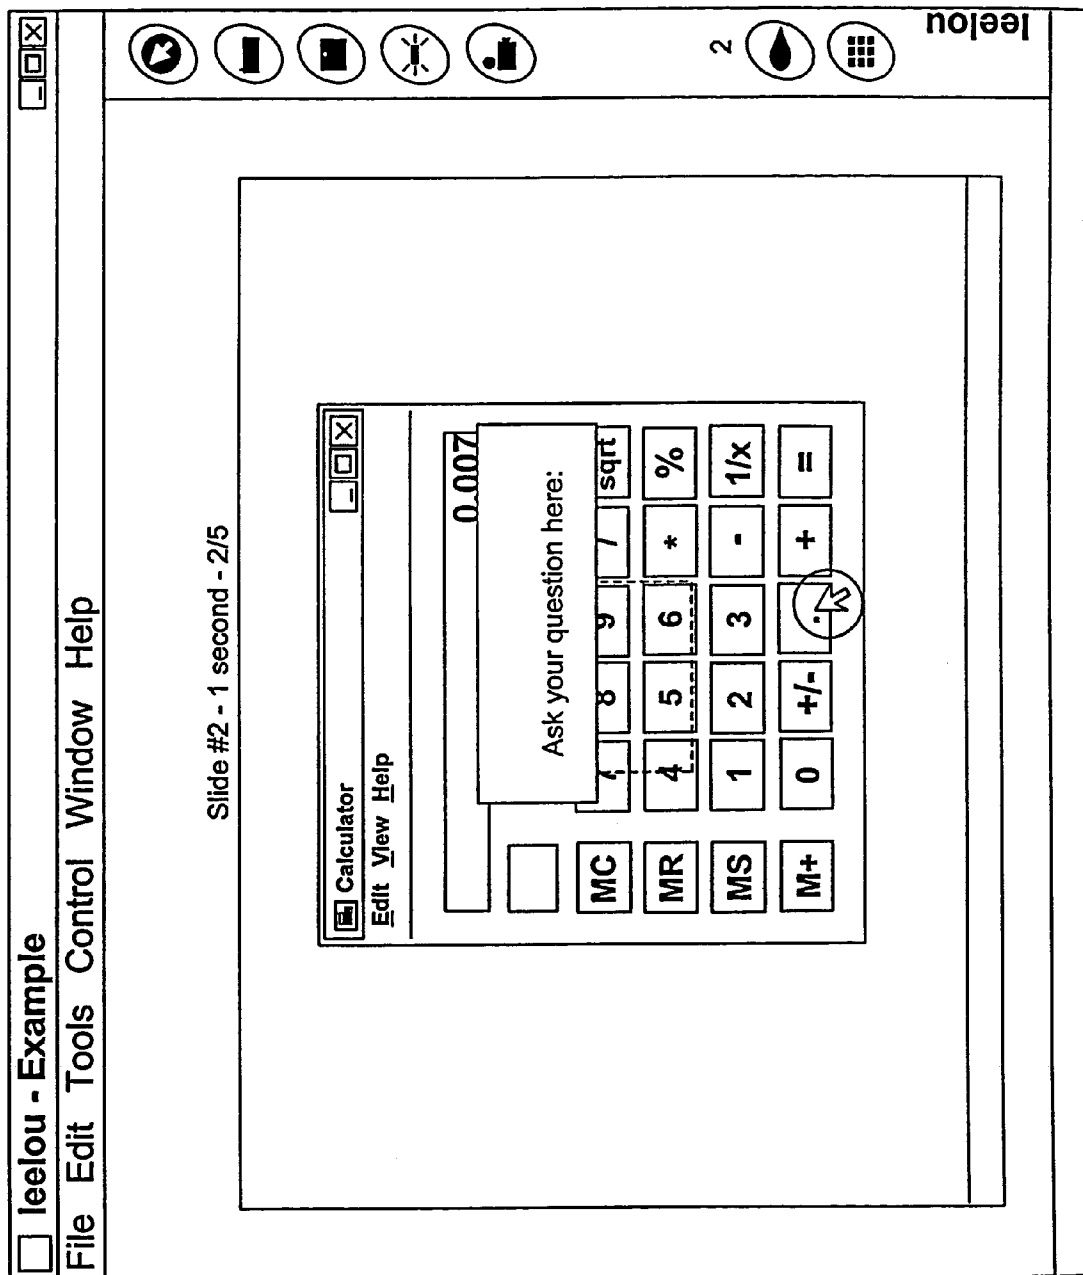 leelou - Example
File Edit Tools Control Window Help
Slide #2 - 1 second - 2/5
Calculator
Edit View Help
0.007
Ask your question here:
MC 7 8 9 / sqrt
MR 4 5 6 * %
MS 1 2 3 - 1/x
M+ 0 +/- . + =
2
leelou